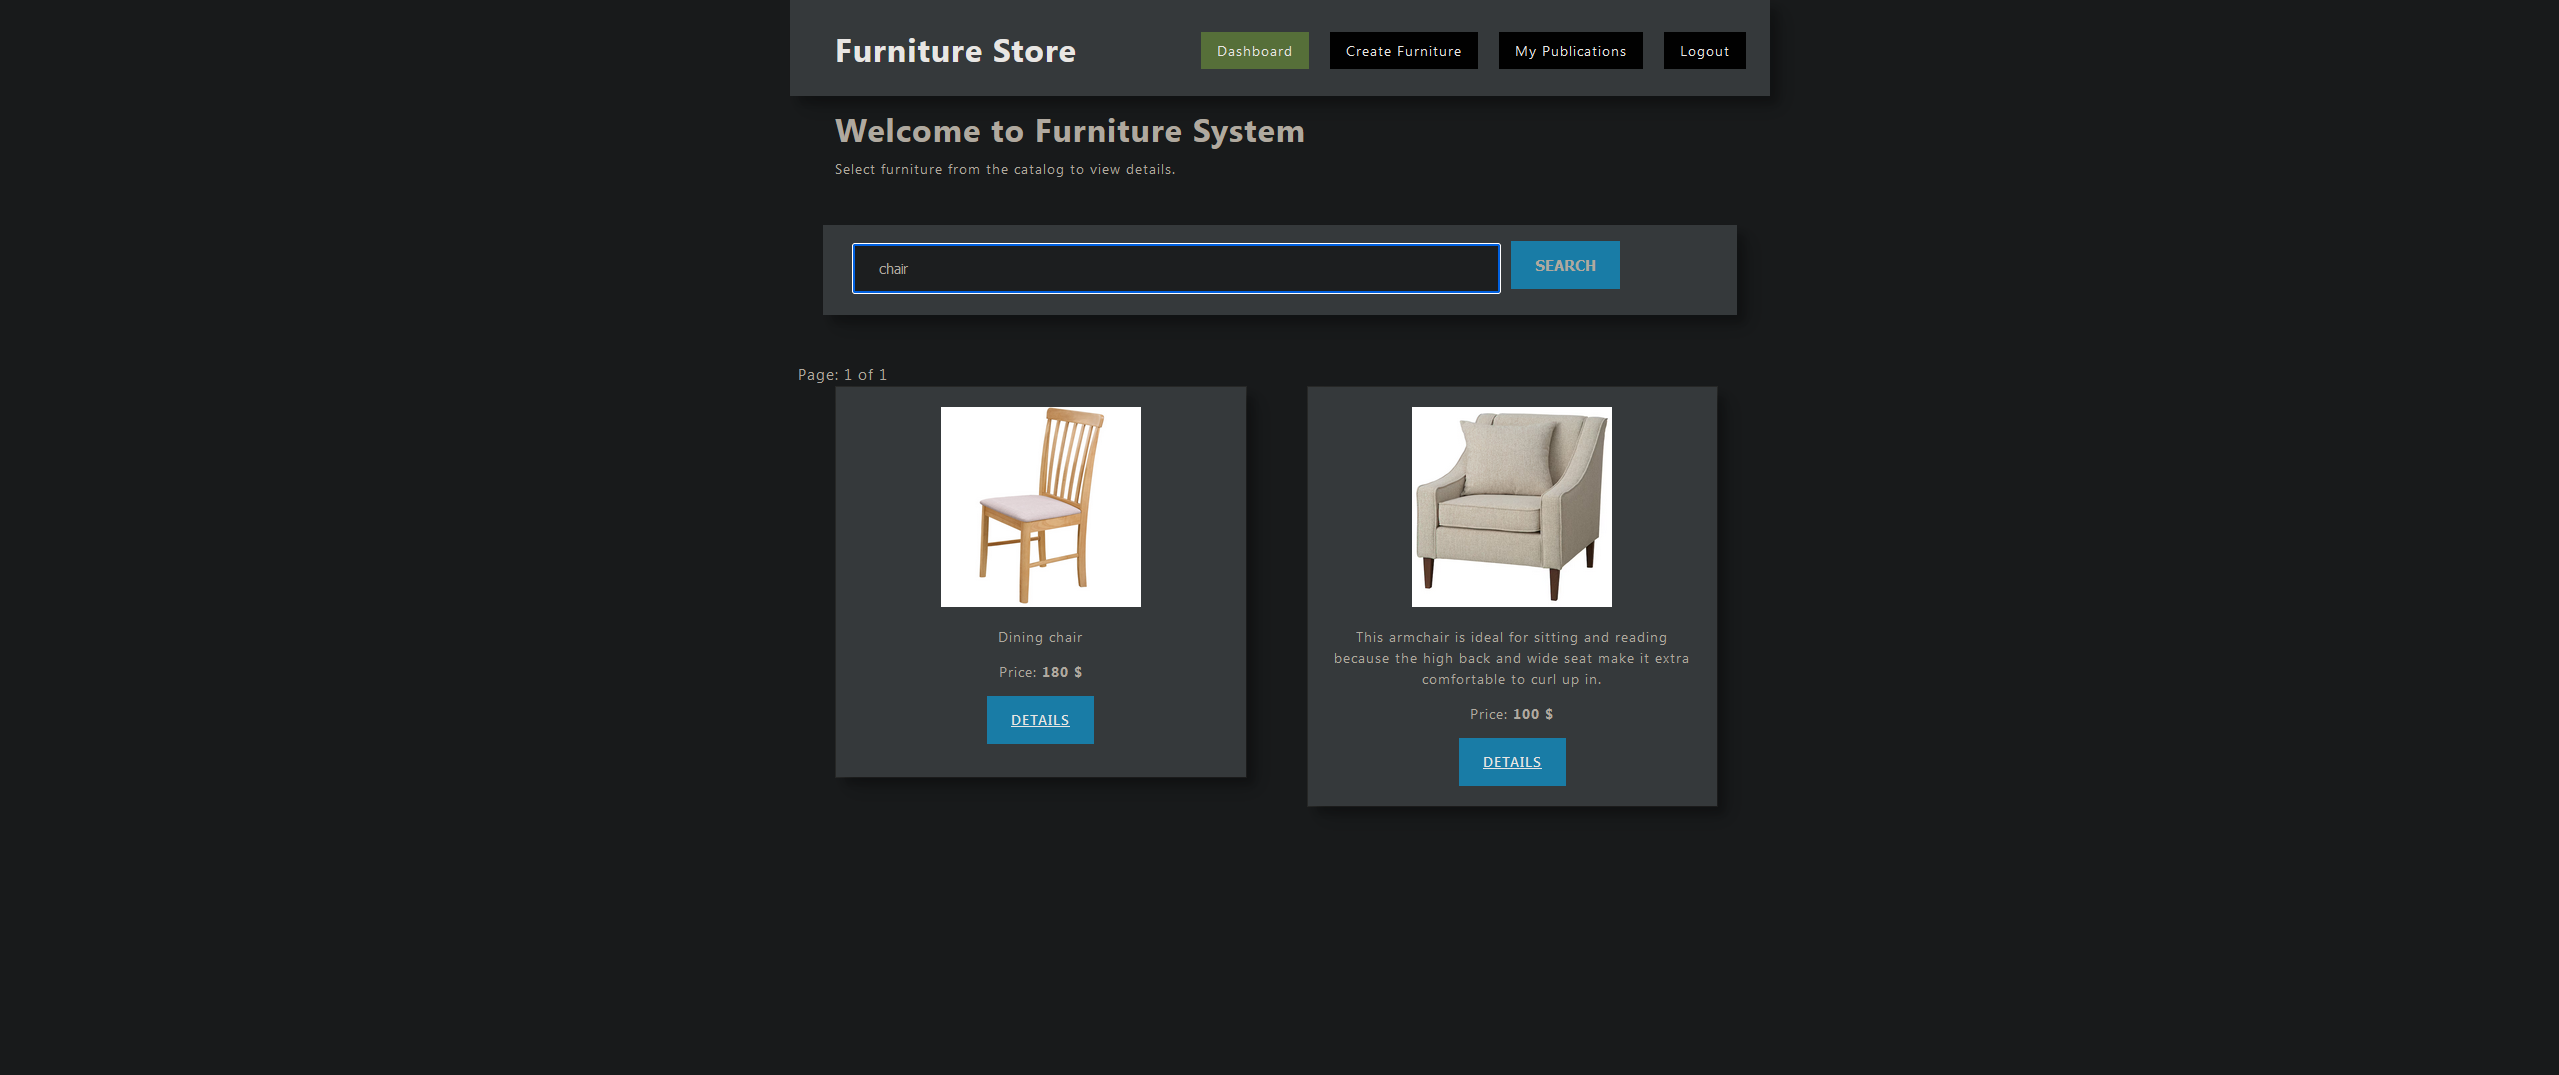 Furniture Store
Dashboard
Create Furniture
My Publications
Logout
Welcome to Furniture System
Select furniture from the catalog to view details.
chair
SEARCH
Page: 1 of 1
Dining chair
Price: 180 $
DETAILS
This armchair is ideal for sitting and reading
because the high back and wide seat make it extra
comfortable to curl up in.
Price: 100 $
DETAILS